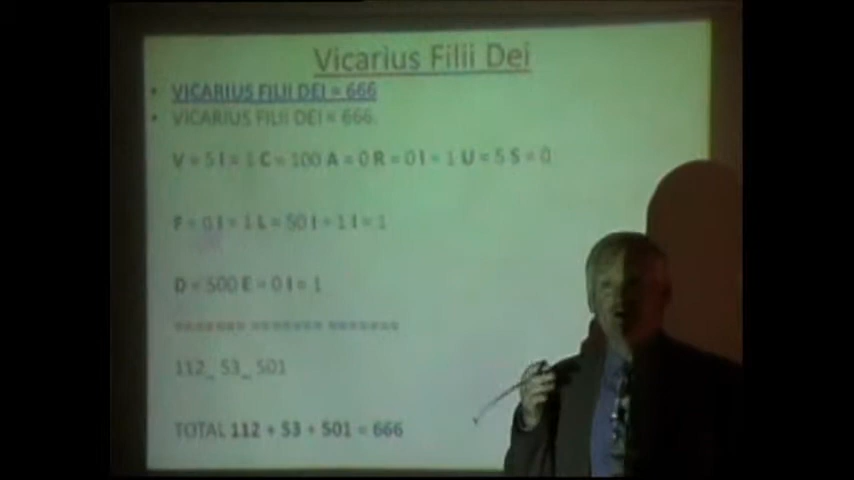 Vicarius Filii Dei
• VICARIUS FILII DEI = 666
• VICARIUS FILII DEI = 666.
V = 5 I = 1 C = 100 A = 0 R = 0 I = 1 U = 5 S = 0
F = 0 I = 1 L = 50 I = 1 I = 1
D = 500 E = 0 I = 1
======= ======= =======
112_ 53_ 501
TOTAL 112 + 53 + 501 = 666